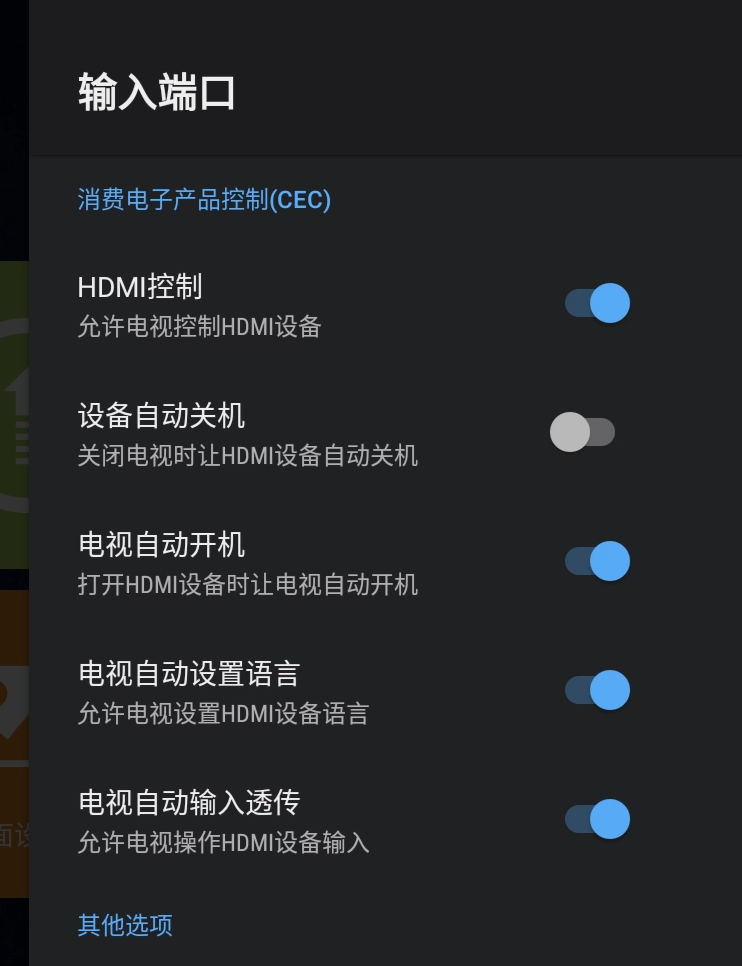 输入端口
消费电子产品控制(CEC)
HDMI控制
允许电视控制HDMI设备
设备自动关机
关闭电视时让HDMI设备自动关机
电视自动开机
打开HDMI设备时让电视自动开机
电视自动设置语言
允许电视设置HDMI设备语言
电视自动输入透传
允许电视操作HDMI设备输入
面设
其他选项